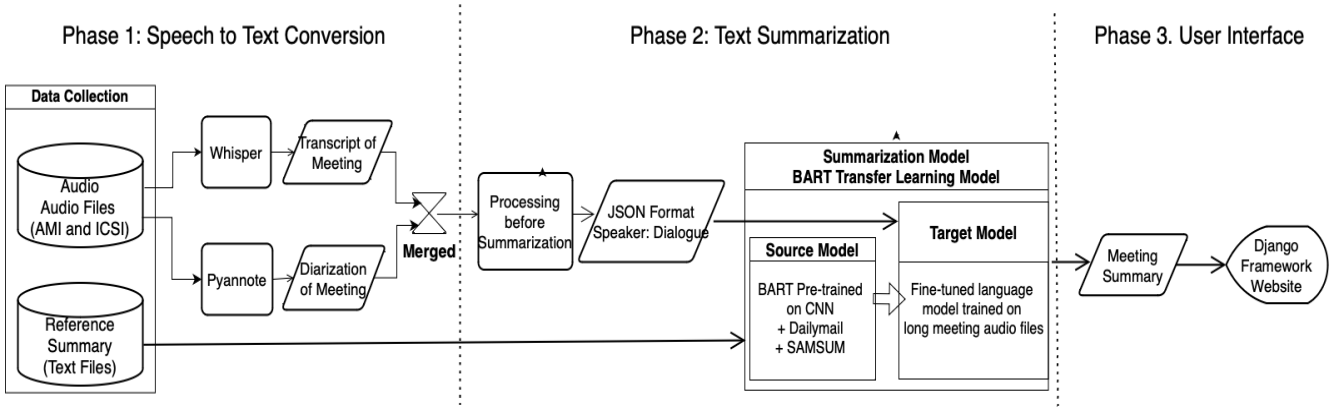 Phase 1: Speech to Text Conversion
Phase 2: Text Summarization
Phase 3. User Interface
Data Collection
Audio
Audio Files
(AMI and ICSI)
Reference
Summary
(Text Files)
Whisper
Transcript of
Meeting
Pyannote
Diarization
of Meeting
Merged
Processing
before
Summarization
JSON Format
Speaker: Dialogue
Summarization Model
BART Transfer Learning Model
Source Model
BART Pre-trained
on CNN
+ Dailymail
+ SAMSUM
Target Model
Fine-tuned language
model trained on
long meeting audio files
Meeting
Summary
Django
Framework
Website